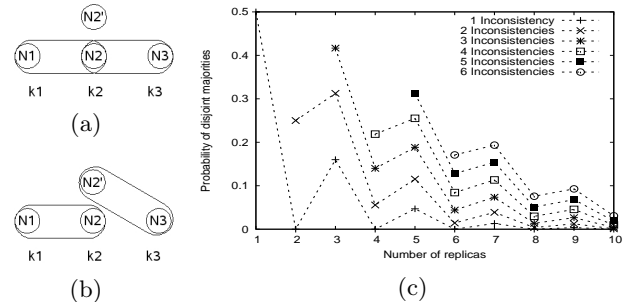 N2'
N1 N2 N3
k1 k2 k3
(a)
N2'
N1 N2 N3
k1 k2 k3
(b)
Probability of disjoint majorities
0.5
0.4
0.3
0.2
0.1
0
1 2 3 4 5 6 7 8 9 10
Number of replicas
1 Inconsistency
2 Inconsistencies
3 Inconsistencies
4 Inconsistencies
5 Inconsistencies
6 Inconsistencies
(c)